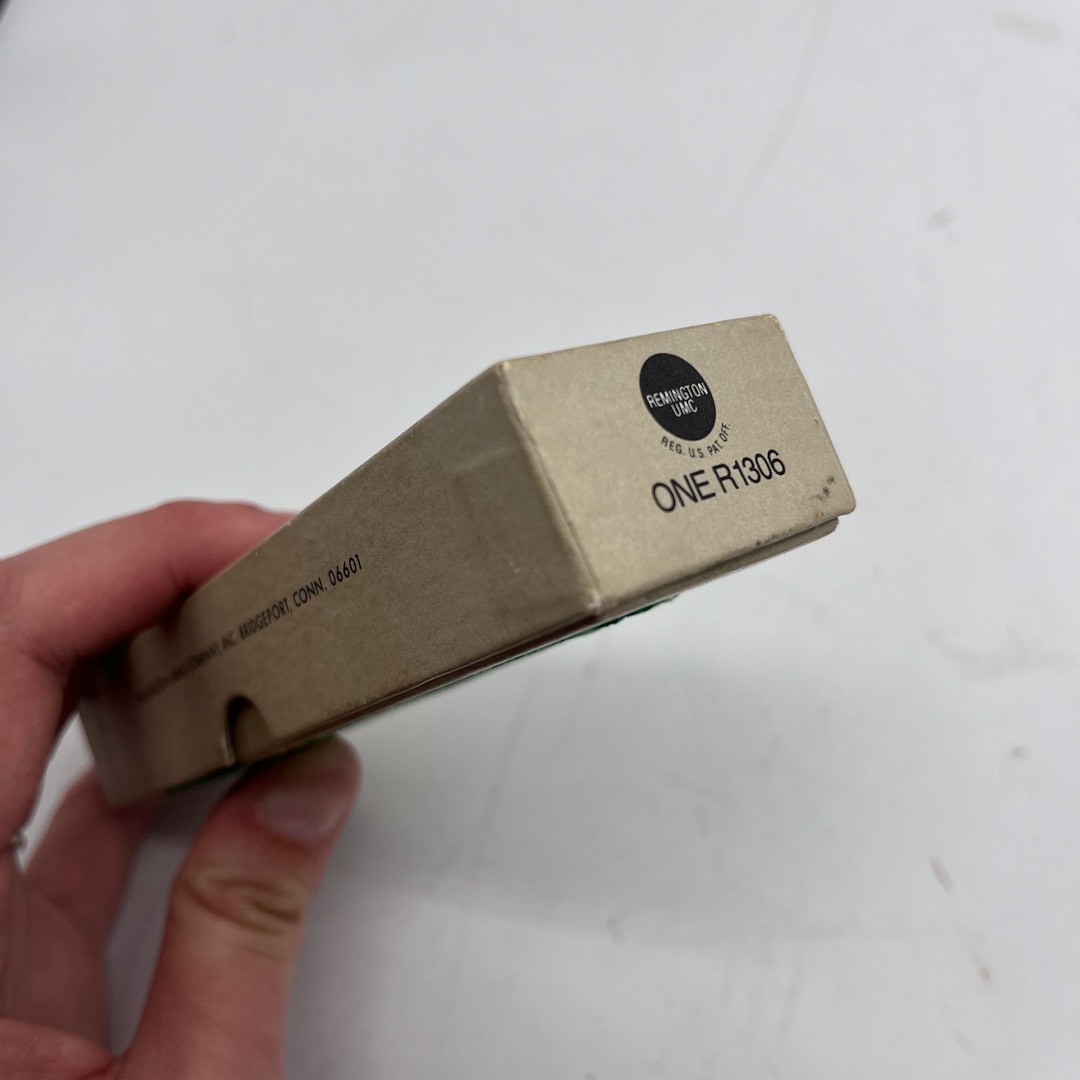 REMINGTON
UMC
REG. U.S. PAT. OFF.
ONE R1306
COMPANY, INC. BRIDGEPORT, CONN. 06601